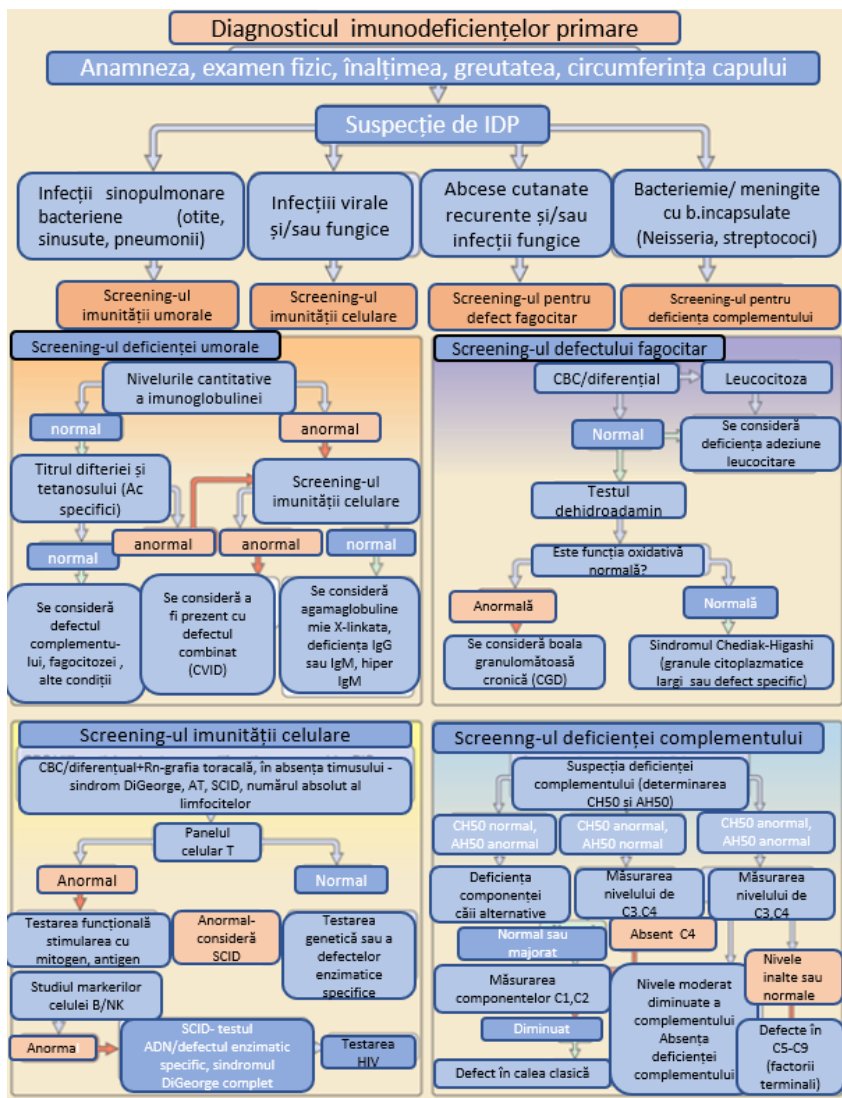 Diagnosticul imunodeficiențelor primare
Anamneza, examen fizic, înalțimea, greutatea, circumferința capului
Suspecție de IDP
Infecții sinopulmonare
bacteriene (otite,
sinusute, pneumonii)
Infecțiii virale
și/sau fungice
Abcese cutanate
recurente și/sau
infecții fungice
Bacteriemie/ meningite
cu b.incapsulate
(Neisseria, streptococi)
Screening-ul
imunității umorale
Screening-ul
imunității celulare
Screening-ul pentru
defect fagocitar
Screening-ul pentru
deficiența complementului
Screening-ul deficienței umorale
Nivelurile cantitative
a imunoglobulinei
normal
anormal
Titrul difteriei și
tetanosului (Ac
specifici)
Screening-ul
imunității celulare
normal
anormal
anormal
normal
Se consideră
defectul
complementu-
lui, fagocitozei ,
alte condiții
Se consideră a
fi prezent cu
defectul
combinat
(CVID)
Se consideră
agamaglobuline
mie X-linkata,
deficiența IgG
sau IgM, hiper
IgM
Screening-ul defectului fagocitar
CBC/diferențial
Leucocitoza
Normal
Se consideră
deficiența adeziune
leucocitare
Testul
dehidroadamin
Este funcția oxidativă
normală?
Anormală
Normală
Se consideră boala
granulomătoasă
cronică (CGD)
Sindromul Chediak-Higashi
(granule citoplazmatice
largi sau defect specific)
Screening-ul imunității celulare
CBC/diferențual+Rn-grafia toracală, în absența timusului -
sindrom DiGeorge, AT, SCID, numărul absolut al
limfocitelor
Panelul
celular T
Anormal
Normal
Testarea funcțională
stimularea cu
mitogen, antigen
Anormal-
consideră
SCID
Testarea
genetică sau a
defectelor
enzimatice
specifice
Studiul markerilor
celulei B/NK
Anorma
SCID- testul
ADN/defectul enzimatic
specific, sindromul
DiGeorge complet
Testarea
HIV
Screenng-ul deficienței complementului
Suspecția deficienței
complementului (determinarea
CH50 si AH50)
CH50 normal,
AH50 anormal
CH50 anormal,
AH50 normal
CH50 anormal,
AH50 anormal
Deficiența
componenței
căii alternative
Măsurarea
nivelului de
C3,C4
Măsurarea
nivelului de
C3,C4
Normal sau
majorat
Absent C4
Măsurarea
componentelor C1,C2
Nivele moderat
diminuate a
complementului
Absența
deficienței
complementului
Nivele
inalte sau
normale
Diminuat
Defect în calea clasică
Defecte în
C5-C9
(factorii
terminali)